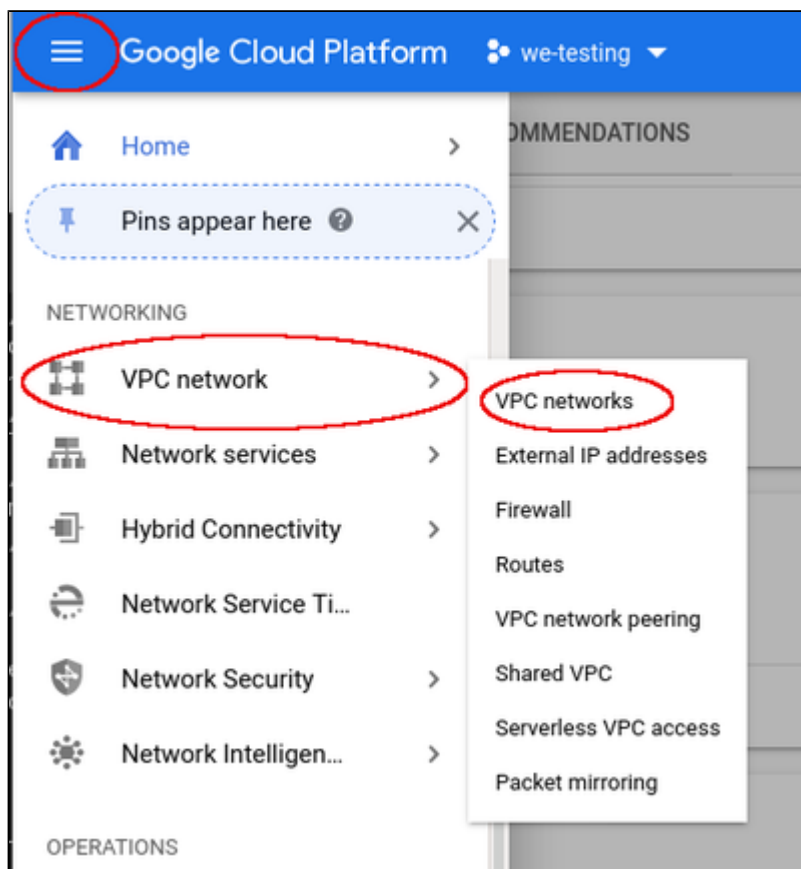 Google Cloud Platform we-testing
Home
OMMENDATIONS
Pins appear here
NETWORKING
VPC network
Network services
Hybrid Connectivity
Network Service Ti...
Network Security
Network Intelligen...
OPERATIONS
VPC networks
External IP addresses
Firewall
Routes
VPC network peering
Shared VPC
Serverless VPC access
Packet mirroring